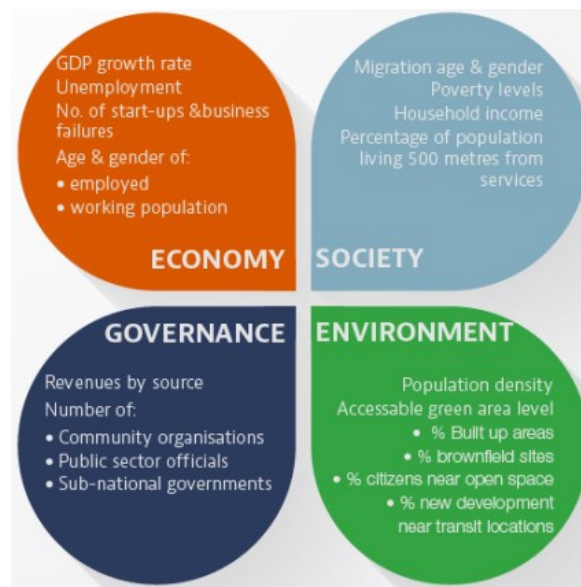 GDP growth rate
Unemployment
No. of start-ups &business
failures
Age & gender of:
• employed
• working population
ECONOMY
Migration age & gender
Poverty levels
Household income
Percentage of population
living 500 metres from
services
SOCIETY
GOVERNANCE
Revenues by source
Number of:
• Community organisations
• Public sector officials
• Sub-national governments
ENVIRONMENT
Population density
Accessable green area level
• % Built up areas
• % brownfield sites
• % citizens near open space
• % new development
near transit locations